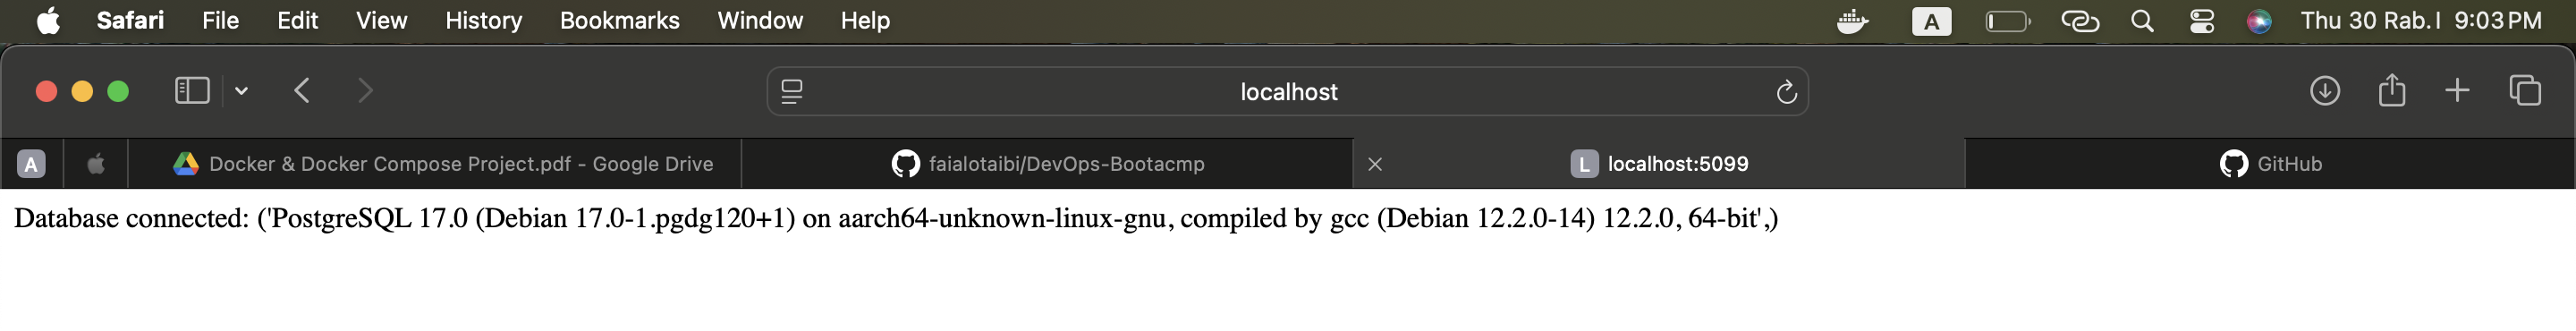 Safari File Edit View History Bookmarks Window Help A Thu 30 Rab. I 9:03 PM
localhost
A Docker & Docker Compose Project.pdf - Google Drive faialotaibi/DevOps-Bootacmp L localhost:5099 GitHub
Database connected: ('PostgreSQL 17.0 (Debian 17.0-1.pgdg120+1) on aarch64-unknown-linux-gnu, compiled by gcc (Debian 12.2.0-14) 12.2.0, 64-bit',)